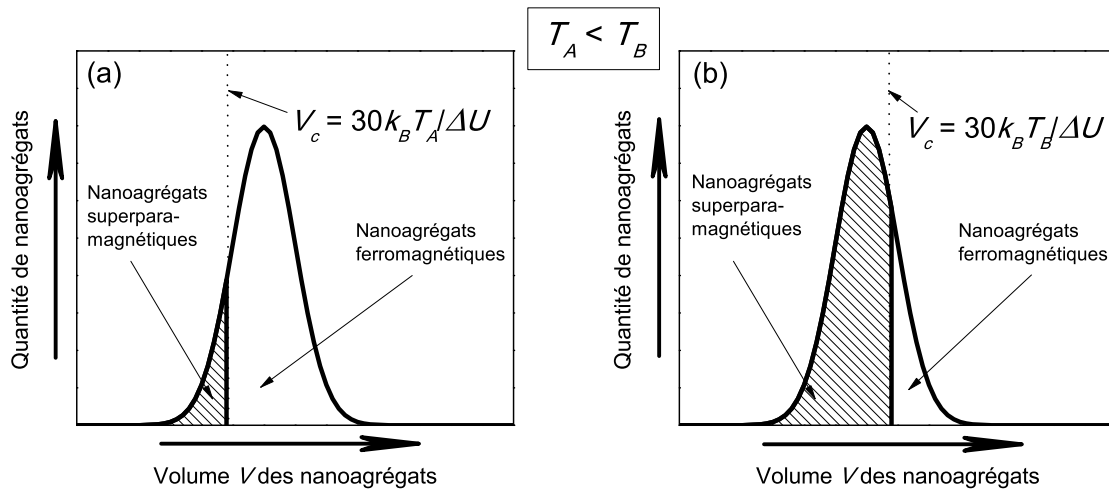 T_A < T_B
(a)
V_c = 30k_BT_A/ΔU
Quantité de nanoagrégats
Nanoagrégats
superpara-
magnétiques
Nanoagrégats
ferromagnétiques
Volume V des nanoagrégats
(b)
V_c = 30k_BT_B/ΔU
Quantité de nanoagrégats
Nanoagrégats
superpara-
magnétiques
Nanoagrégats
ferromagnétiques
Volume V des nanoagrégats